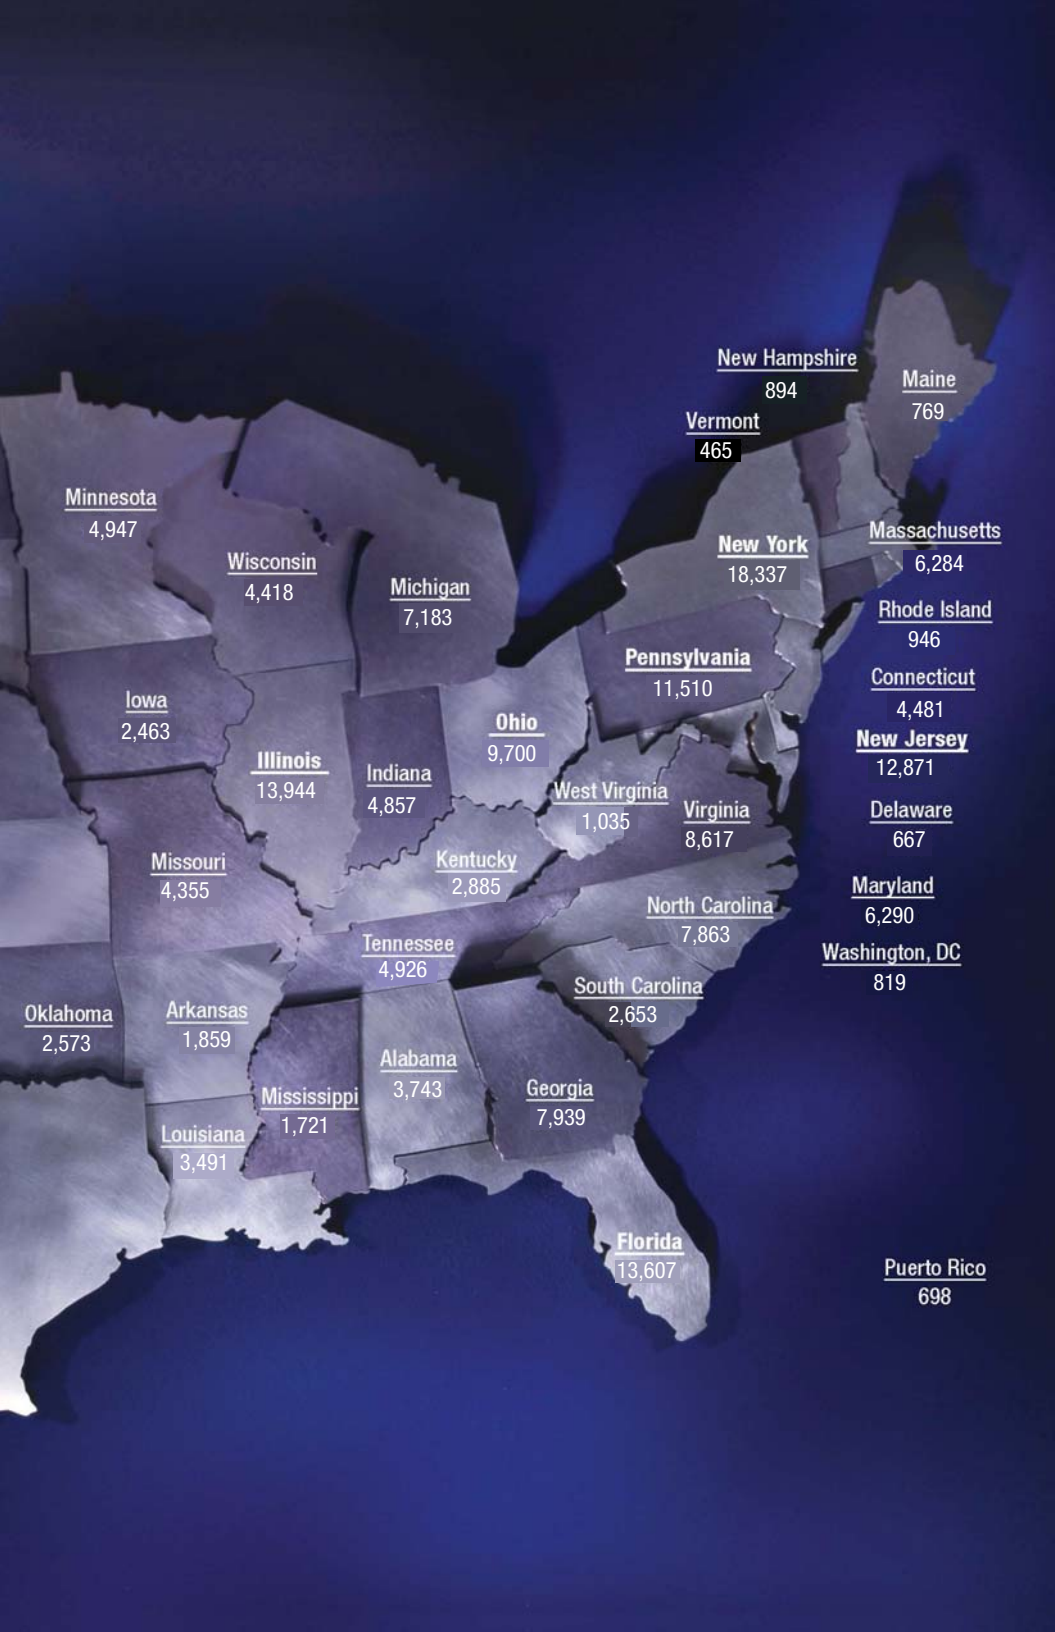 New Hampshire
894
Maine
769
Vermont
465
Minnesota
4,947
Wisconsin
4,418
Michigan
7,183
New York
18,337
Massachusetts
6,284
Rhode Island
946
Pennsylvania
11,510
Connecticut
4,481
Iowa
2,463
Ohio
9,700
New Jersey
12,871
Illinois
13,944
Indiana
4,857
West Virginia
1,035
Virginia
8,617
Delaware
667
Missouri
4,355
Kentucky
2,885
Maryland
6,290
North Carolina
7,863
Tennessee
4,926
Washington, DC
819
South Carolina
2,653
Oklahoma
2,573
Arkansas
1,859
Alabama
3,743
Mississippi
1,721
Georgia
7,939
Louisiana
3,491
Florida
13,607
Puerto Rico
698